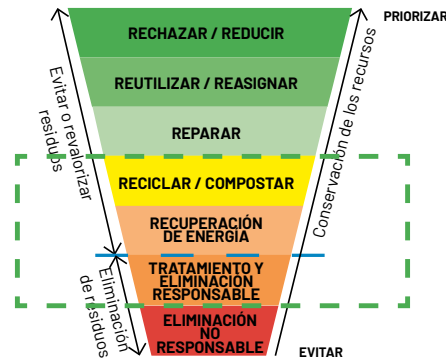 PRIORIZAR
RECHAZAR / REDUCIR
REUTILIZAR / REASIGNAR
REPARAR
RECICLAR / COMPOSTAR
RECUPERACIÓN
DE ENERGÍA
TRATAMIENTO Y
ELIMINACIÓN
RESPONSABLE
ELIMINACIÓN
NO
RESPONSABLE
EVITAR
Evitar o revalorizar
residuos
Eliminación
de residuos
Conservación de los recursos